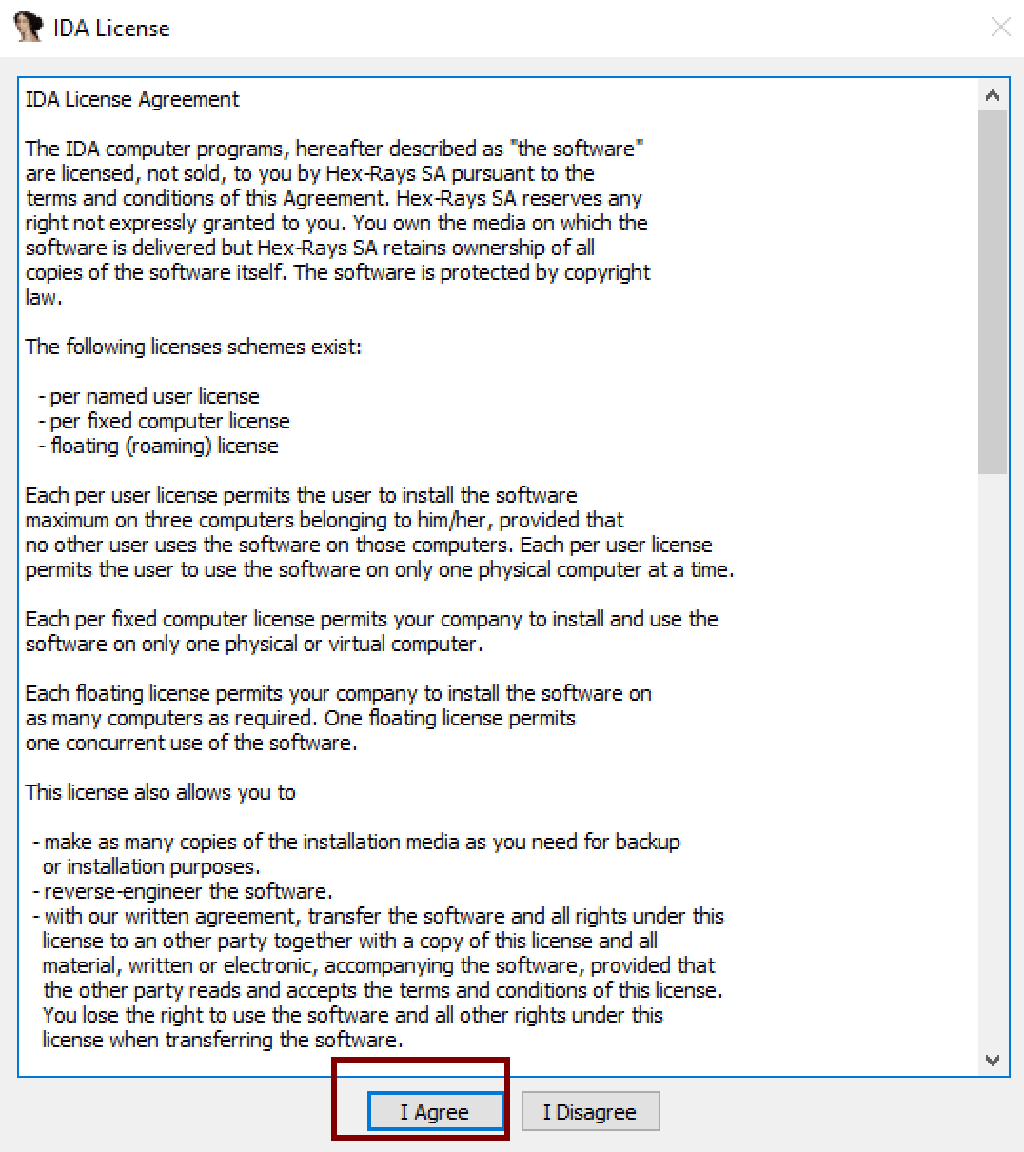 IDA License
IDA License Agreement
The IDA computer programs, hereafter described as "the software"
are licensed, not sold, to you by Hex-Rays SA pursuant to the
terms and conditions of this Agreement. Hex-Rays SA reserves any
right not expressly granted to you. You own the media on which the
software is delivered but Hex-Rays SA retains ownership of all
copies of the software itself. The software is protected by copyright
law.
The following licenses schemes exist:
- per named user license
- per fixed computer license
- floating (roaming) license
Each per user license permits the user to install the software
maximum on three computers belonging to him/her, provided that
no other user uses the software on those computers. Each per user license
permits the user to use the software on only one physical computer at a time.
Each per fixed computer license permits your company to install and use the
software on only one physical or virtual computer.
Each floating license permits your company to install the software on
as many computers as required. One floating license permits
one concurrent use of the software.
This license also allows you to
- make as many copies of the installation media as you need for backup
or installation purposes.
- reverse-engineer the software.
- with our written agreement, transfer the software and all rights under this
license to an other party together with a copy of this license and all
material, written or electronic, accompanying the software, provided that
the other party reads and accepts the terms and conditions of this license.
You lose the right to use the software and all other rights under this
license when transferring the software.
I Agree
I Disagree